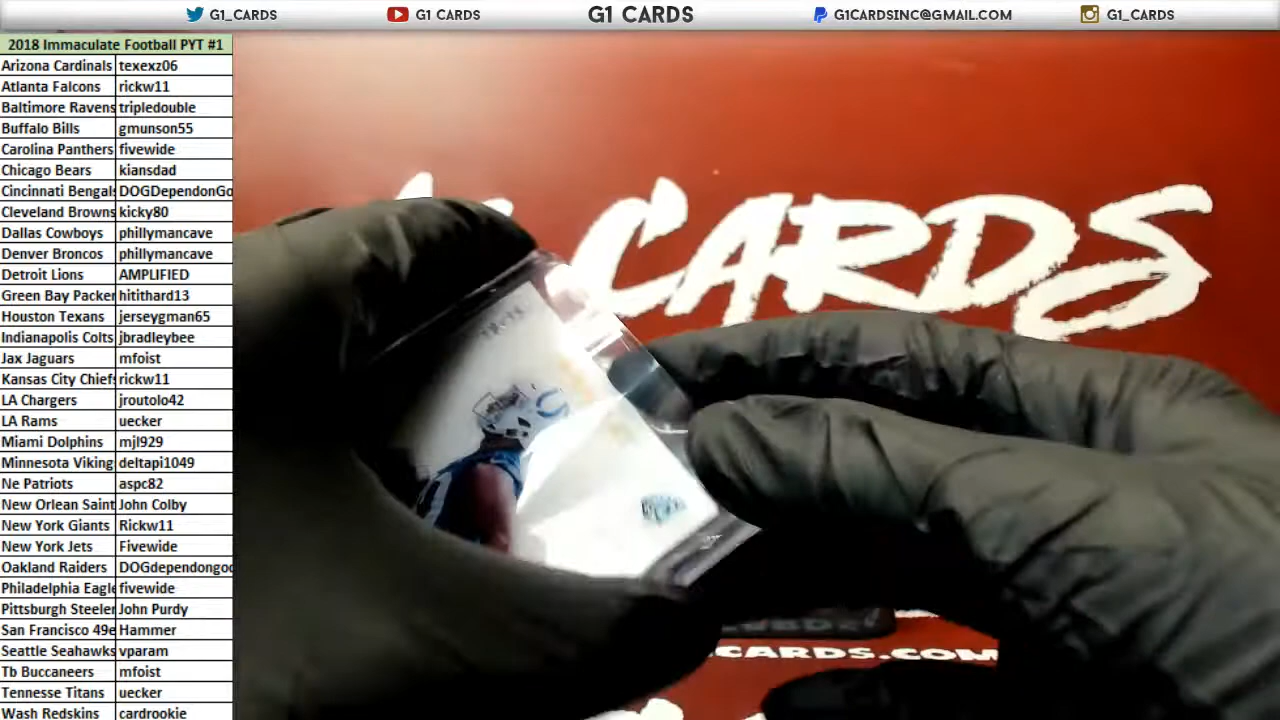 G1_CARDS G1 CARDS G1 CARDS G1CARDSINC@GMAIL.COM G1_CARDS
2018 Immaculate Football PYT #1
Arizona Cardinals texexz06
Atlanta Falcons rickw11
Baltimore Ravens tripledouble
Buffalo Bills gmunson55
Carolina Panthers fivewide
Chicago Bears kiansdad
Cincinnati Bengals DOGDependonGo
Cleveland Browns kicky80
Dallas Cowboys phillymancave
Denver Broncos phillymancave
Detroit Lions AMPLIFIED
Green Bay Packer hitithard13
Houston Texans jerseygman65
Indianapolis Colts jbradleybee
Jax Jaguars mfoist
Kansas City Chiefs rickw11
LA Chargers jroutolo42
LA Rams uecker
Miami Dolphins mjl929
Minnesota Viking deltapi1049
Ne Patriots aspc82
New Orlean Saint John Colby
New York Giants Rickw11
New York Jets Fivewide
Oakland Raiders DOGdependongod
Philadelphia Eagle fivewide
Pittsburgh Steeler John Purdy
San Francisco 49e Hammer
Seattle Seahawks vparam
Tb Buccaneers mfoist
Tennesse Titans uecker
Wash Redskins cardrookie
CARDS
CARDS.COM